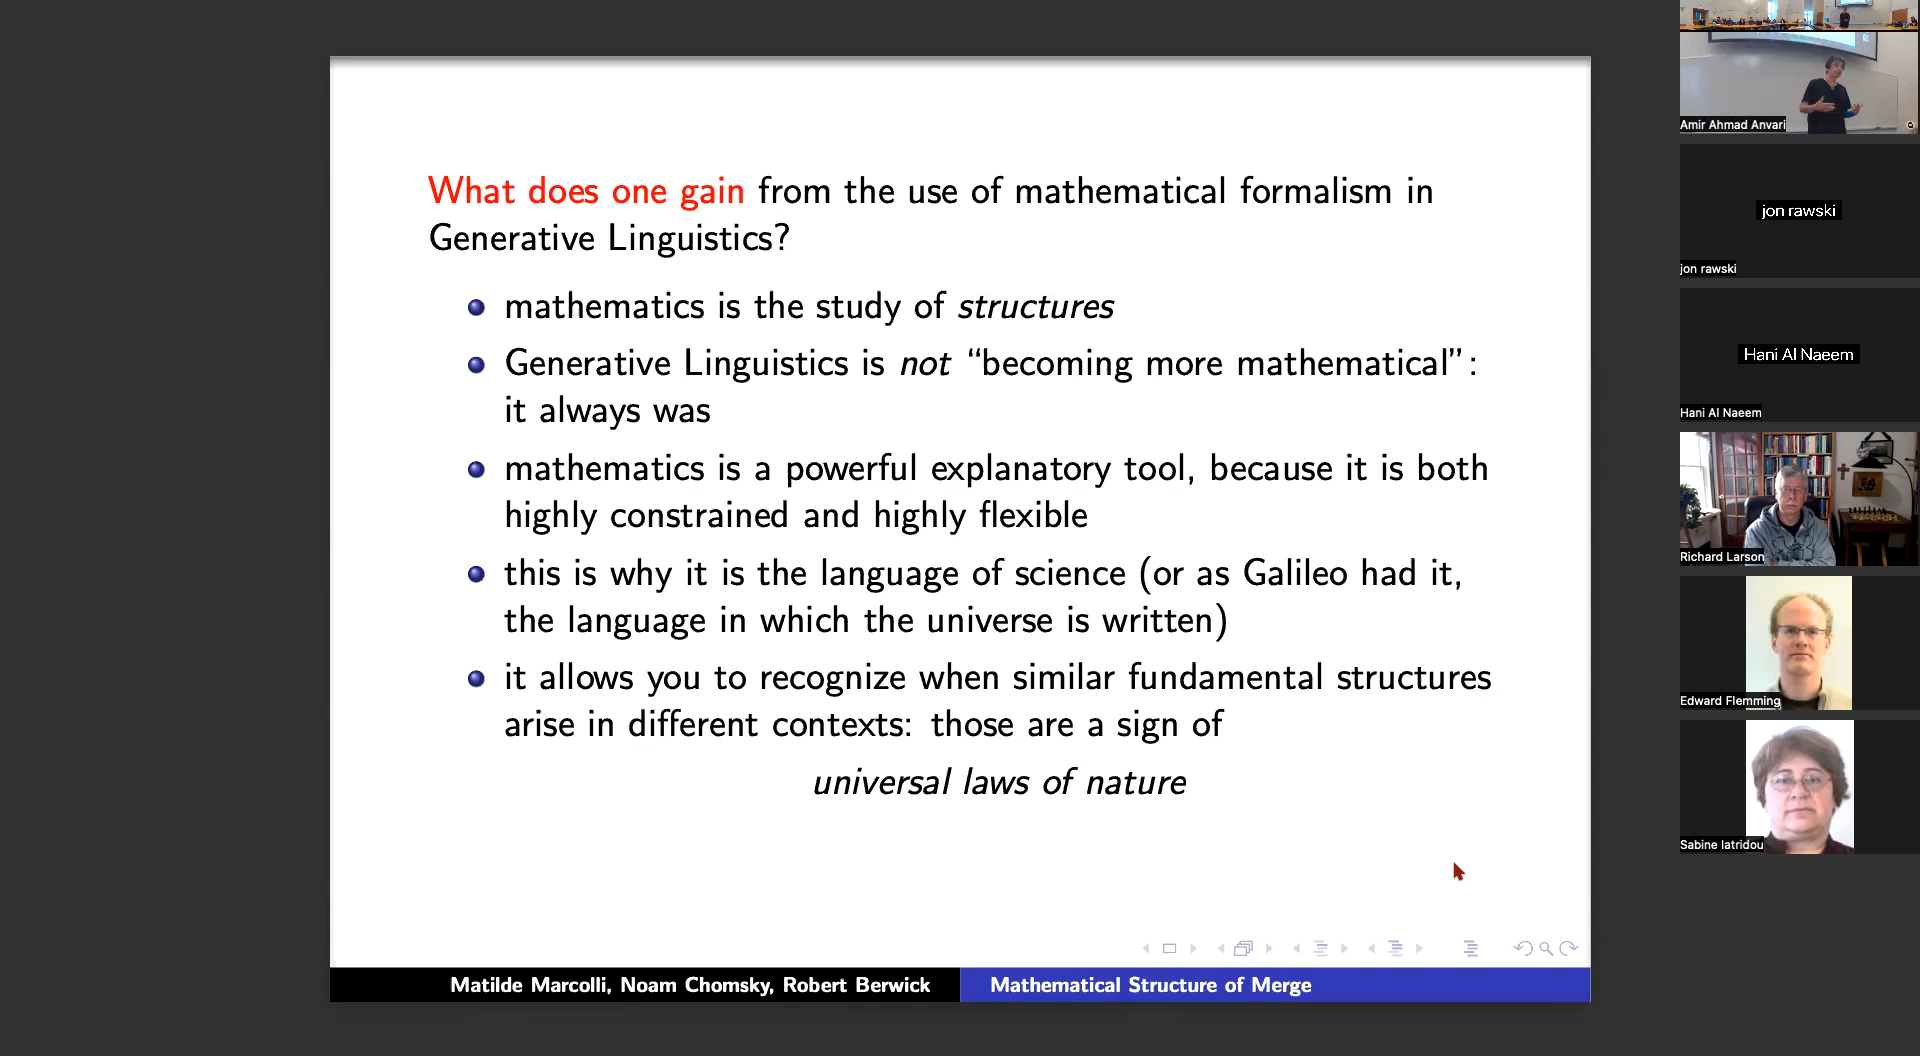 What does one gain from the use of mathematical formalism in
Generative Linguistics?
mathematics is the study of structures
Generative Linguistics is not “becoming more mathematical”:
it always was
mathematics is a powerful explanatory tool, because it is both
highly constrained and highly flexible
this is why it is the language of science (or as Galileo had it,
the language in which the universe is written)
it allows you to recognize when similar fundamental structures
arise in different contexts: those are a sign of
universal laws of nature
Matilde Marcolli, Noam Chomsky, Robert Berwick
Mathematical Structure of Merge
Amir Ahmad Anvari
jon rawski
jon rawski
Hani Al Naeem
Hani Al Naeem
Richard Larson
Edward Flemming
Sabine Iatridou